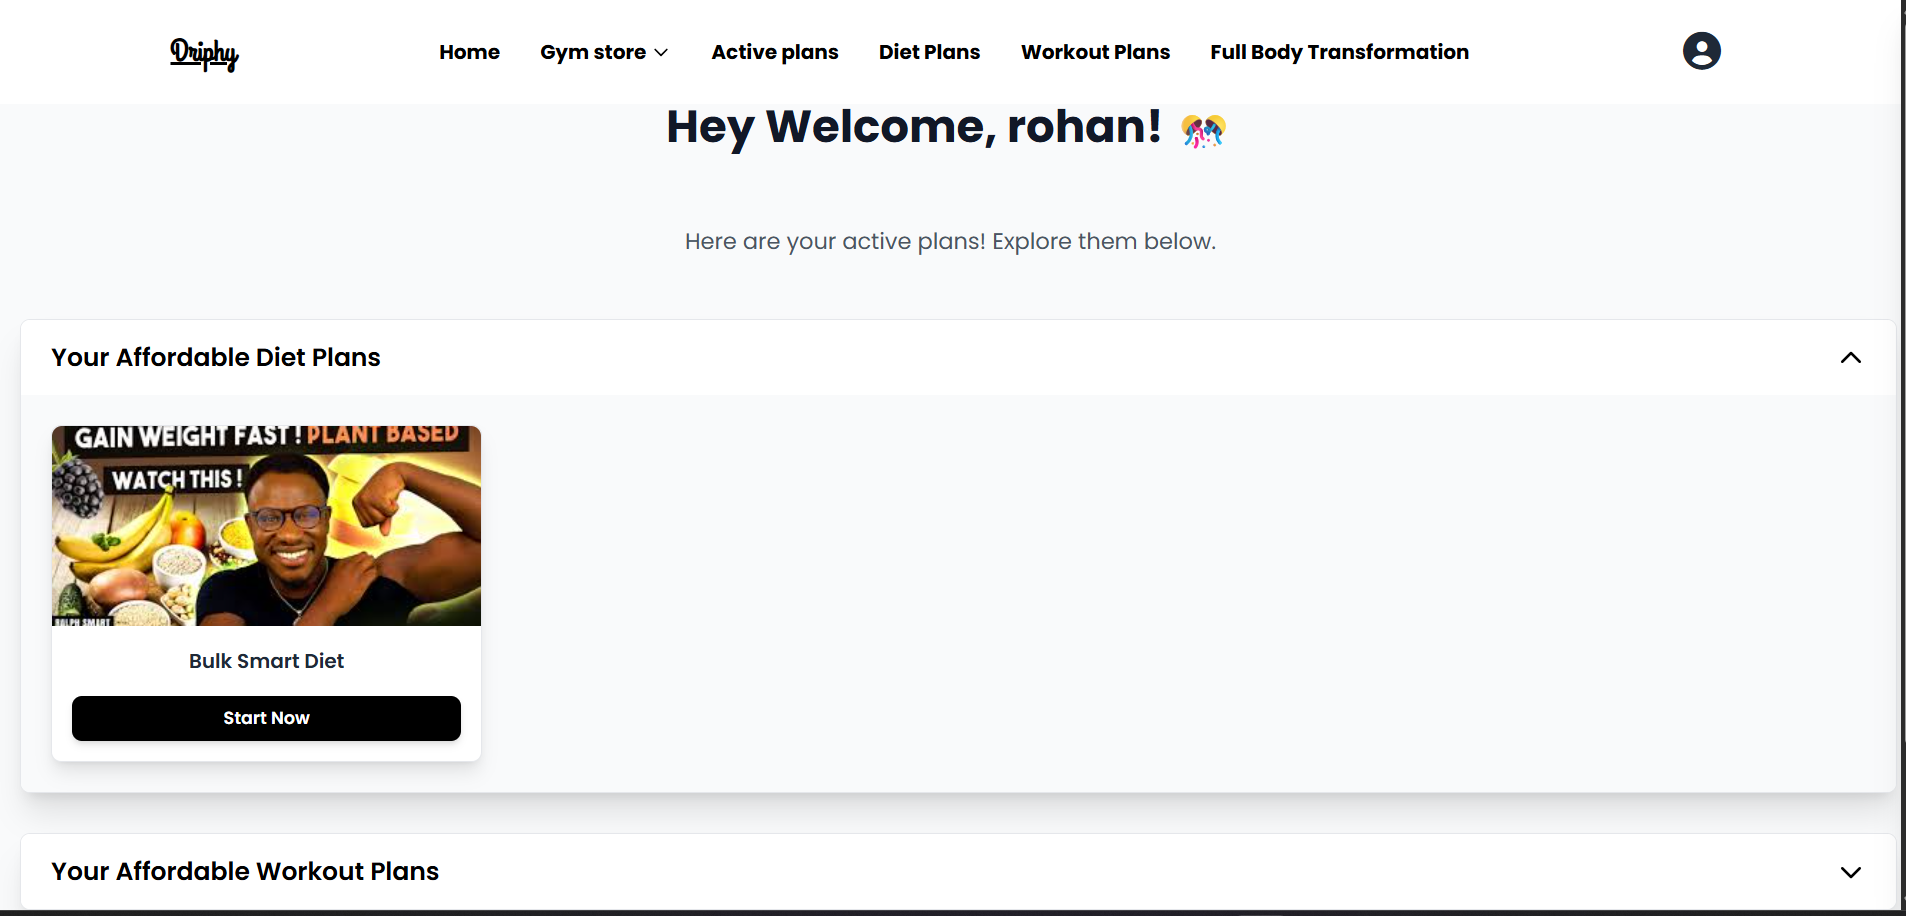 Driphy
Home Gym store Active plans Diet Plans Workout Plans Full Body Transformation
Hey Welcome, rohan!
Here are your active plans! Explore them below.
Your Affordable Diet Plans
GAIN WEIGHT FAST ! PLANT BASED
WATCH THIS !
RALPH SMART
Bulk Smart Diet
Start Now
Your Affordable Workout Plans